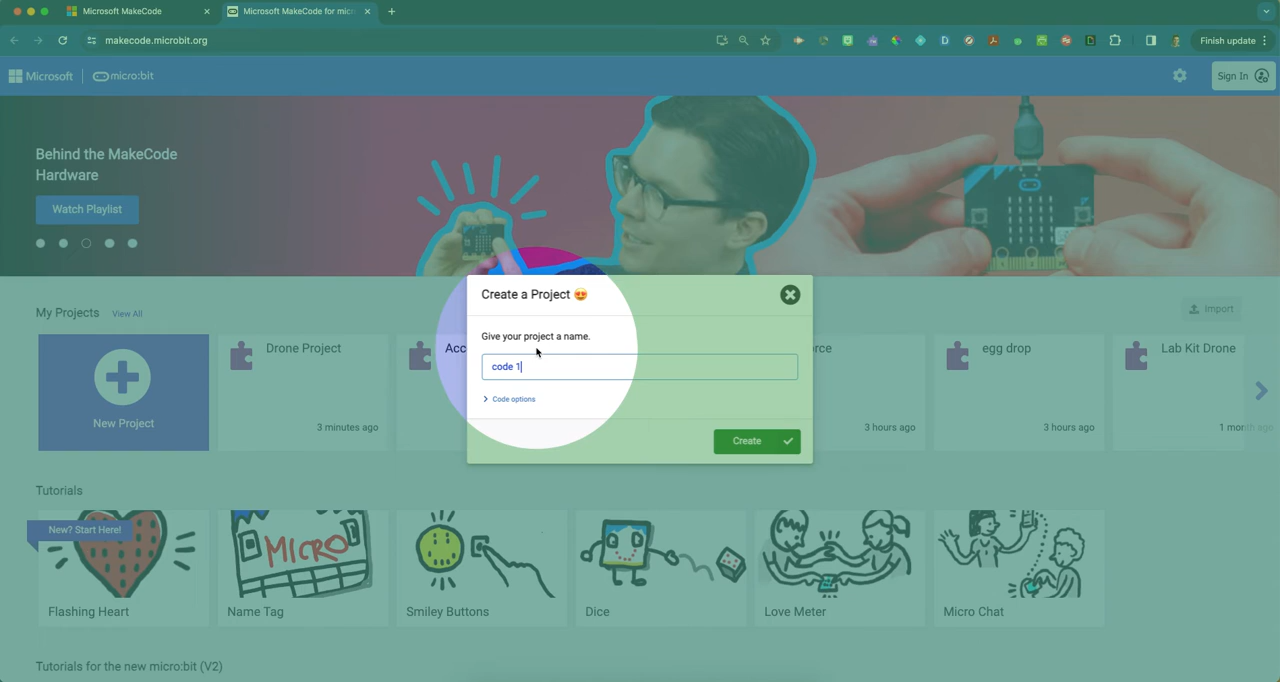 Microsoft MakeCode
Microsoft MakeCode for micr
makecode.microbit.org
Finish update
Microsoft
micro:bit
Sign In
Behind the MakeCode
Hardware
Watch Playlist
Create a Project 😍
Give your project a name.
code 1
Code options
Create
My Projects
View All
Import
New Project
Drone Project
3 minutes ago
Acc
orce
3 hours ago
egg drop
3 hours ago
Lab Kit Drone
1 month ago
Tutorials
New? Start Here!
Flashing Heart
MICRO
Name Tag
Smiley Buttons
Dice
Love Meter
Micro Chat
Tutorials for the new micro:bit (V2)